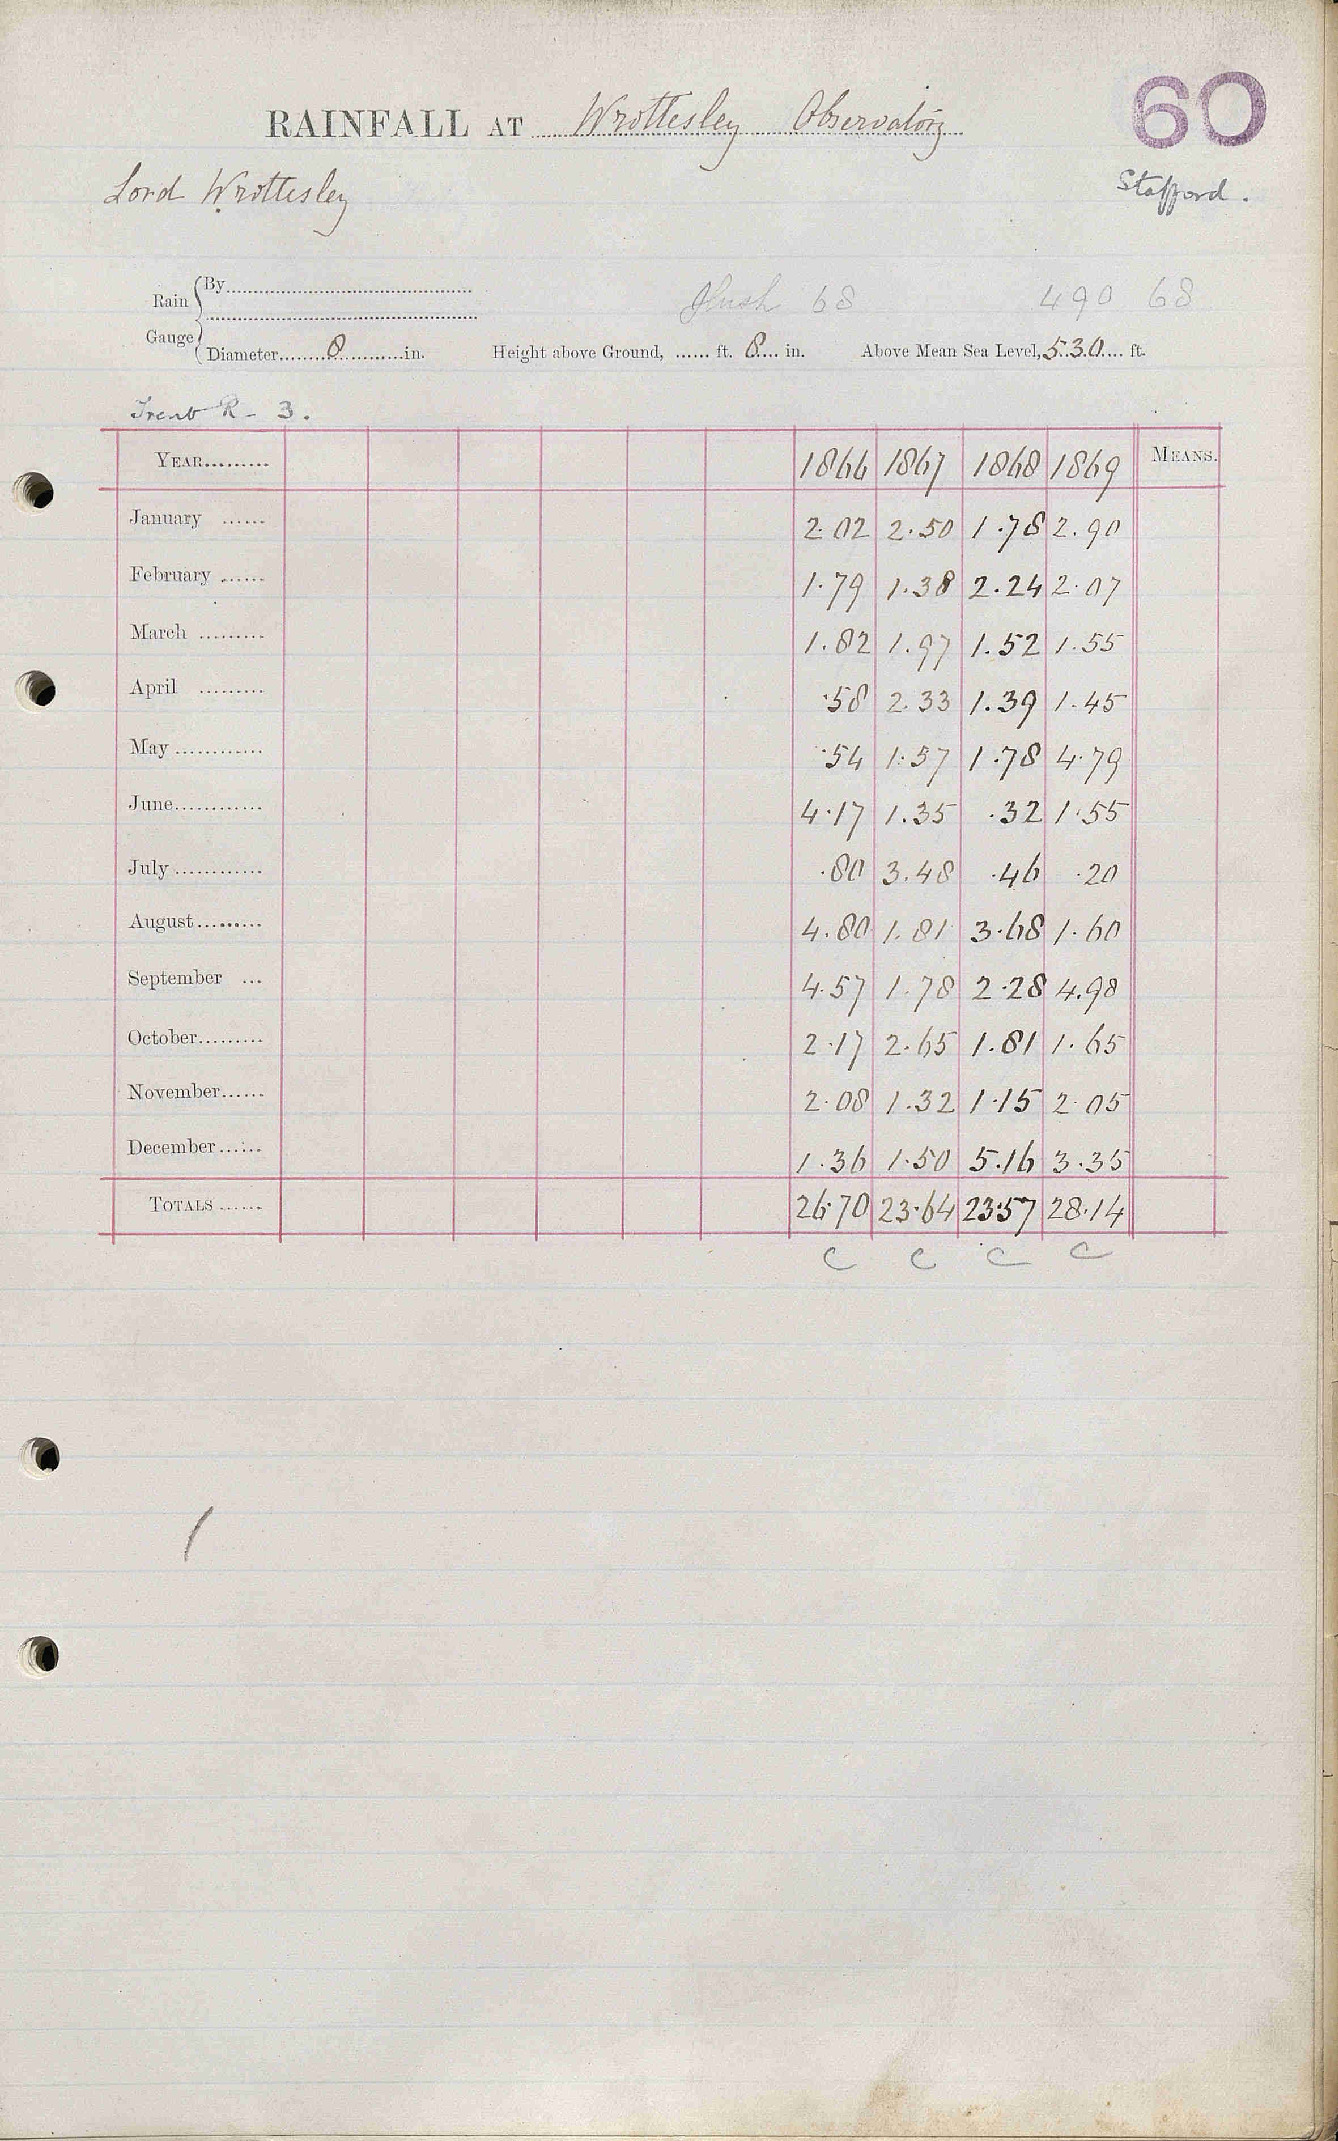 60
RAINFALL AT Wrottesley Observatory
Stafford.
Lord Wrottesley
flush 68 490 68
Rain Gauge { By
Diameter 8 in. Height above Ground, ...... ft. 8 in. Above Mean Sea Level, 530 ft.
Trent R - 3.
YEAR 1866 1867 1868 1869 MEANS.
January 2.02 2.50 1.78 2.90
February 1.79 1.38 2.24 2.07
March 1.82 1.97 1.52 1.55
April .58 2.33 1.39 1.45
May .54 1.57 1.78 4.79
June 4.17 1.35 .32 1.55
July .80 3.48 .46 .20
August 4.80 1.81 3.68 1.60
September 4.57 1.78 2.28 4.98
October 2.17 2.65 1.81 1.65
November 2.08 1.32 1.15 2.05
December 1.36 1.50 5.16 3.35
TOTALS 26.70 23.64 23.57 28.14
C C C C